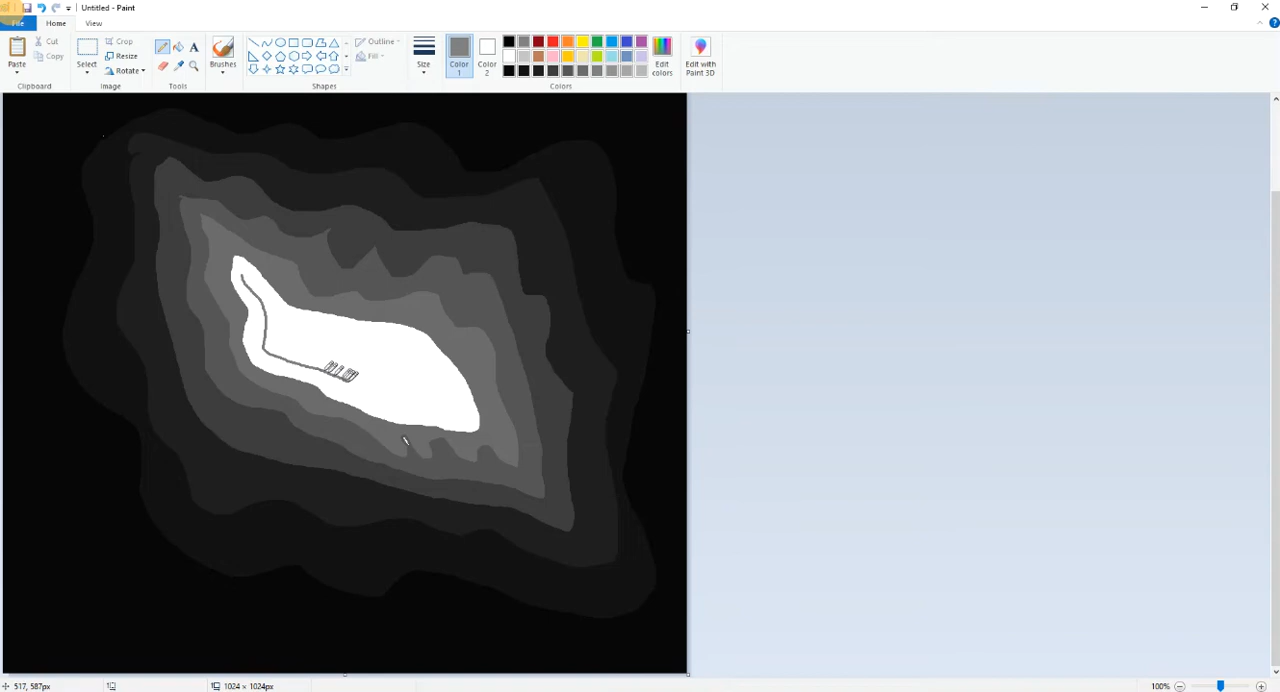 Untitled - Paint
File Home View
Paste
Cut
Copy
Clipboard
Select
Crop
Resize
Rotate
Image
A
Tools
Brushes
Outline
Fill
Shapes
Size
Color 1
Color 2
Edit colors
Colors
Edit with Paint 3D
517, 587px
1024 × 1024px
100%